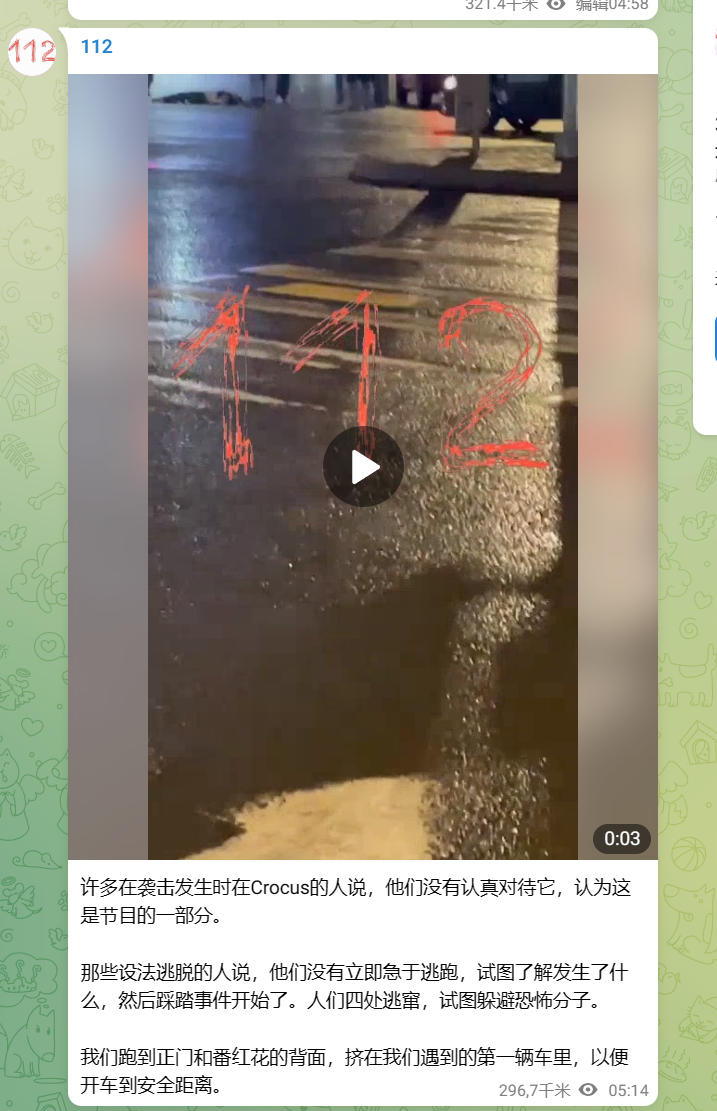 321.4千米 编辑04:58
112
112
112
0:03
许多在袭击发生时在Crocus的人说，他们没有认真对待它，认为这
是节目的一部分。
那些设法逃脱的人说，他们没有立即急于逃跑，试图了解发生了什
么，然后踩踏事件开始了。人们四处逃窜，试图躲避恐怖分子。
我们跑到正门和番红花的背面，挤在我们遇到的第一辆车里，以便
开车到安全距离。
296,7千米 05:14